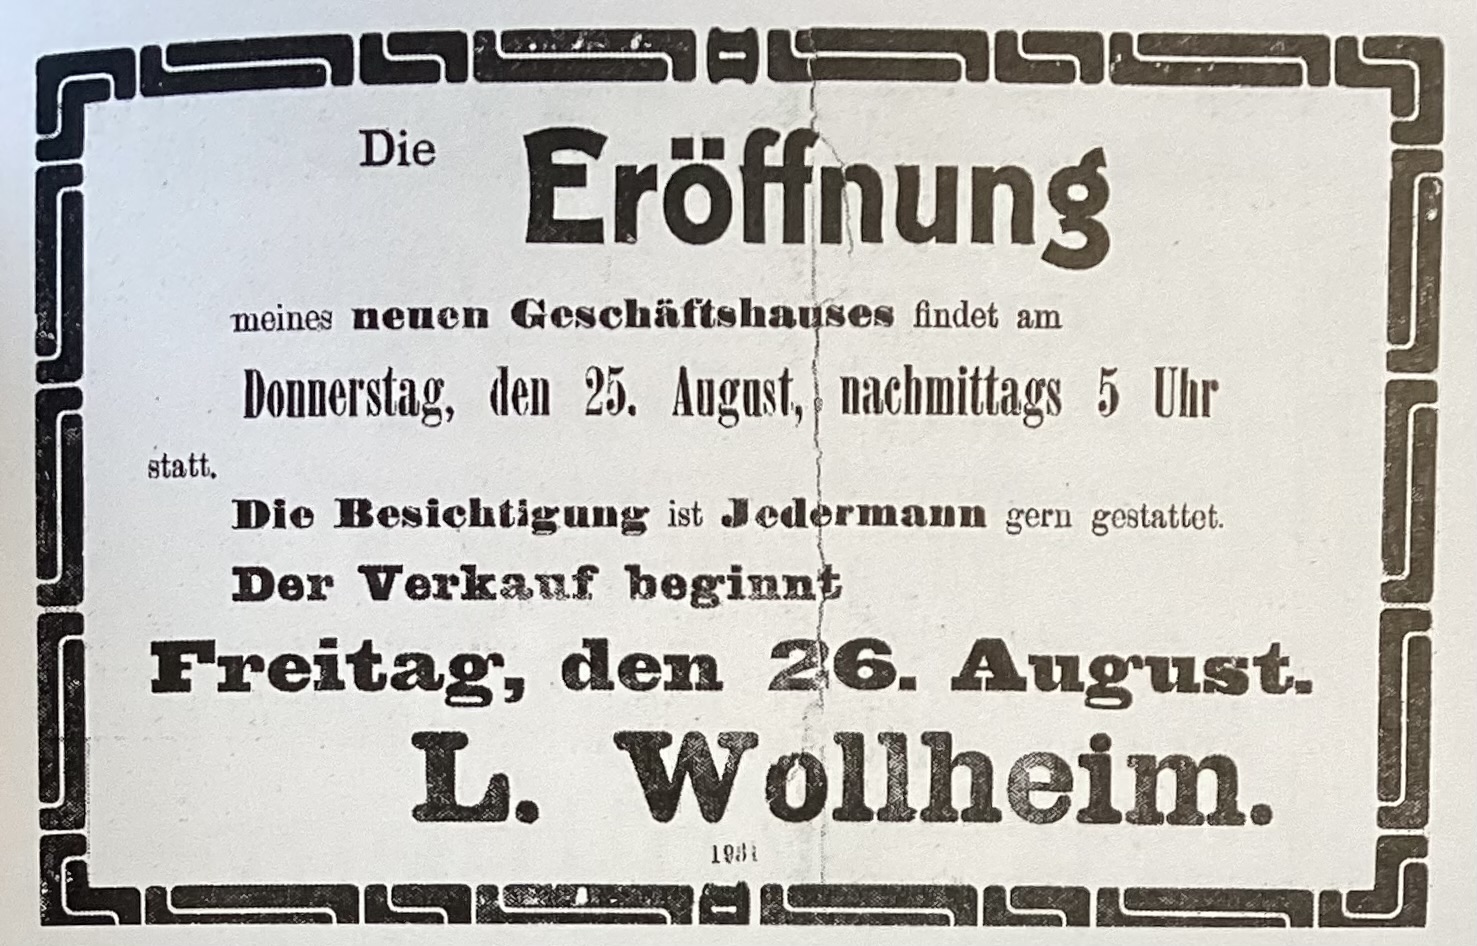 Die Eröffnung
meines neuen Geschäftshauses findet am
Donnerstag, den 25. August, nachmittags 5 Uhr
statt.
Die Besichtigung ist Jedermann gern gestattet.
Der Verkauf beginnt
Freitag, den 26. August.
L. Wollheim.